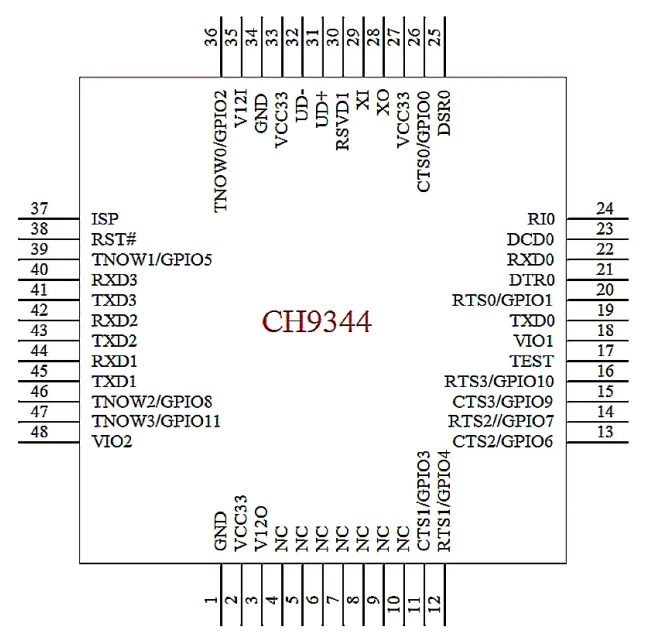 36 35 34 33 32 31 30 29 28 27 26 25
TNOW0/GPIO2
V12I
GND
VCC33
UD-
UD+
RSVD1
XI
XO
VCC33
CTS0/GPIO0
DSR0
37 ISP
38 RST#
39 TNOW1/GPIO5
40 RXD3
41 TXD3
42 RXD2
43 TXD2
44 RXD1
45 TXD1
46 TNOW2/GPIO8
47 TNOW3/GPIO11
48 VIO2
CH9344
RI0 24
DCD0 23
RXD0 22
DTR0 21
RTS0/GPIO1 20
TXD0 19
VIO1 18
TEST 17
RTS3/GPIO10 16
CTS3/GPIO9 15
RTS2//GPIO7 14
CTS2/GPIO6 13
GND
VCC33
V12O
NC
NC
NC
NC
NC
NC
NC
CTS1/GPIO3
RTS1/GPIO4
1 2 3 4 5 6 7 8 9 10 11 12